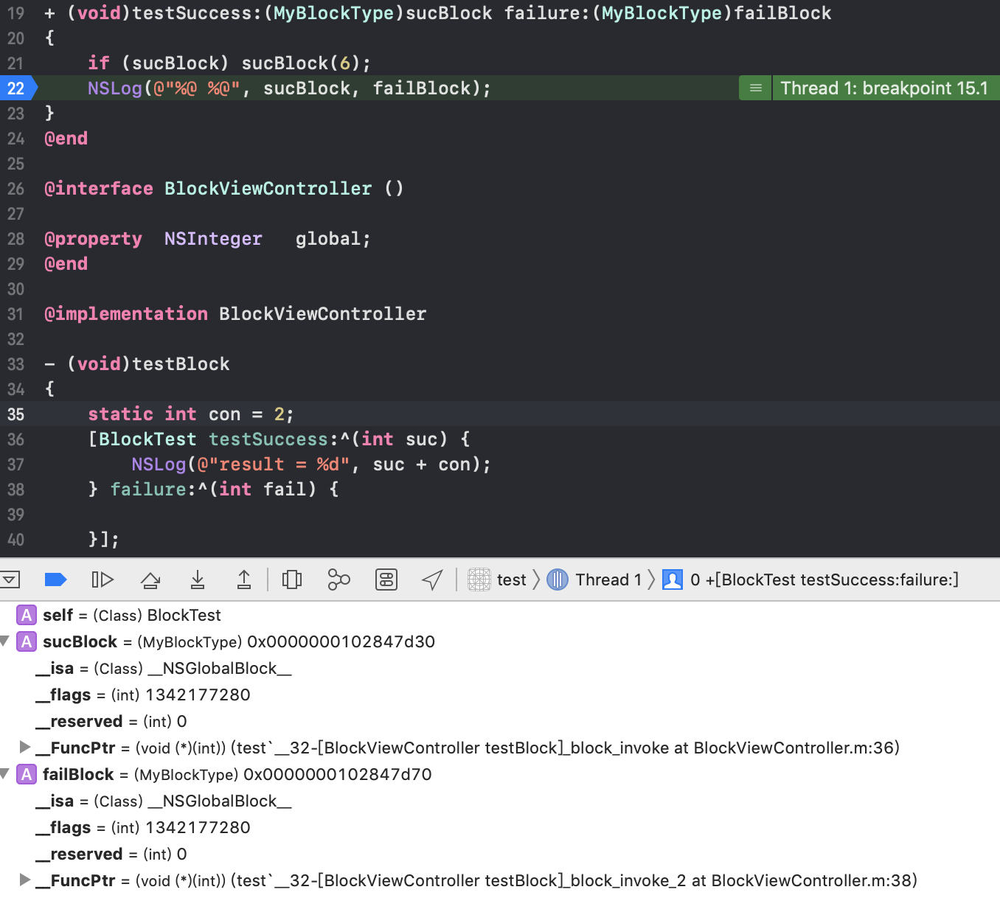 19 + (void)testSuccess:(MyBlockType)sucBlock failure:(MyBlockType)failBlock
20 {
21     if (sucBlock) sucBlock(6);
22     NSLog(@"%@ %@", sucBlock, failBlock);     Thread 1: breakpoint 15.1
23 }
24 @end
25
26 @interface BlockViewController ()
27
28 @property  NSInteger   global;
29 @end
30
31 @implementation BlockViewController
32
33 - (void)testBlock
34 {
35     static int con = 2;
36     [BlockTest testSuccess:^(int suc) {
37         NSLog(@"result = %d", suc + con);
38     } failure:^(int fail) {
39
40     }];
test 〉 Thread 1 〉 0 +[BlockTest testSuccess:failure:]
A self = (Class) BlockTest
A sucBlock = (MyBlockType) 0x0000000102847d30
__isa = (Class) __NSGlobalBlock__
__flags = (int) 1342177280
__reserved = (int) 0
__FuncPtr = (void (*)(int)) (test`__32-[BlockViewController testBlock]_block_invoke at BlockViewController.m:36)
A failBlock = (MyBlockType) 0x0000000102847d70
__isa = (Class) __NSGlobalBlock__
__flags = (int) 1342177280
__reserved = (int) 0
__FuncPtr = (void (*)(int)) (test`__32-[BlockViewController testBlock]_block_invoke_2 at BlockViewController.m:38)